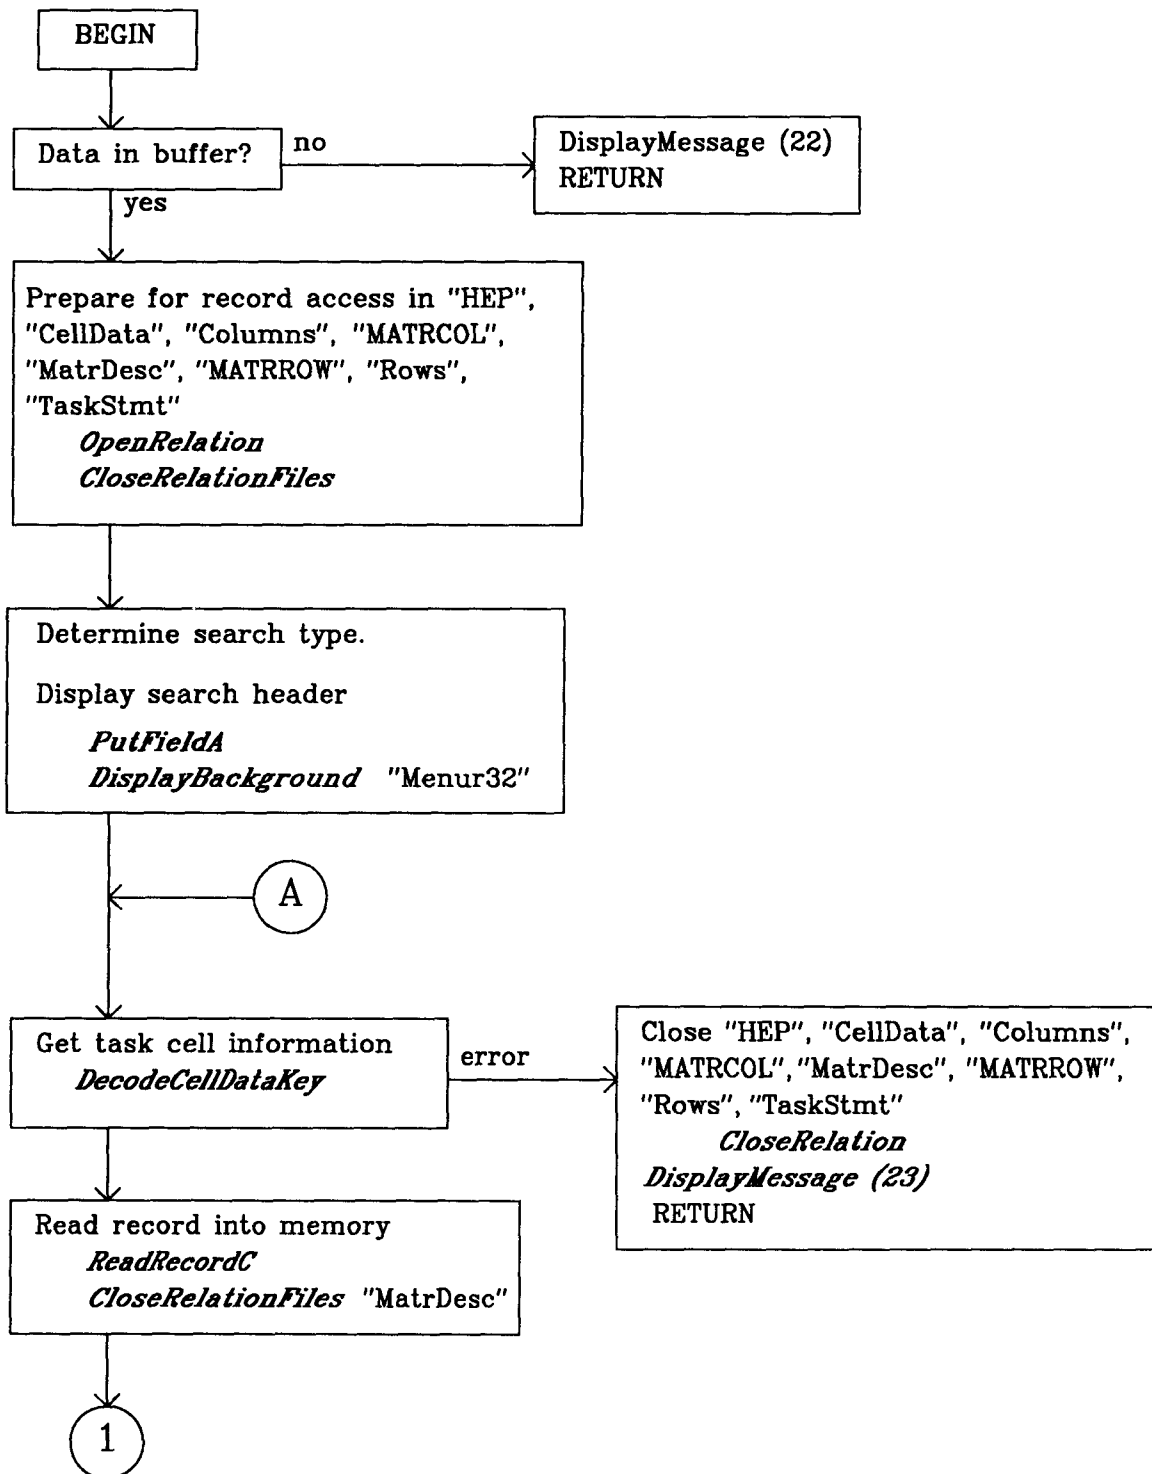 BEGIN
Data in buffer?
no
DisplayMessage (22)
RETURN
yes
Prepare for record access in "HEP",
"CellData", "Columns", "MATRCOL",
"MatrDesc", "MATRROW", "Rows",
"TaskStmt"
OpenRelation
CloseRelationFiles
Determine search type.
Display search header
PutFieldA
DisplayBackground "Menur32"
A
Get task cell information
DecodeCellDataKey
error
Close "HEP", "CellData", "Columns",
"MATRCOL", "MatrDesc", "MATRROW",
"Rows", "TaskStmt"
CloseRelation
DisplayMessage (23)
RETURN
Read record into memory
ReadRecordC
CloseRelationFiles "MatrDesc"
1